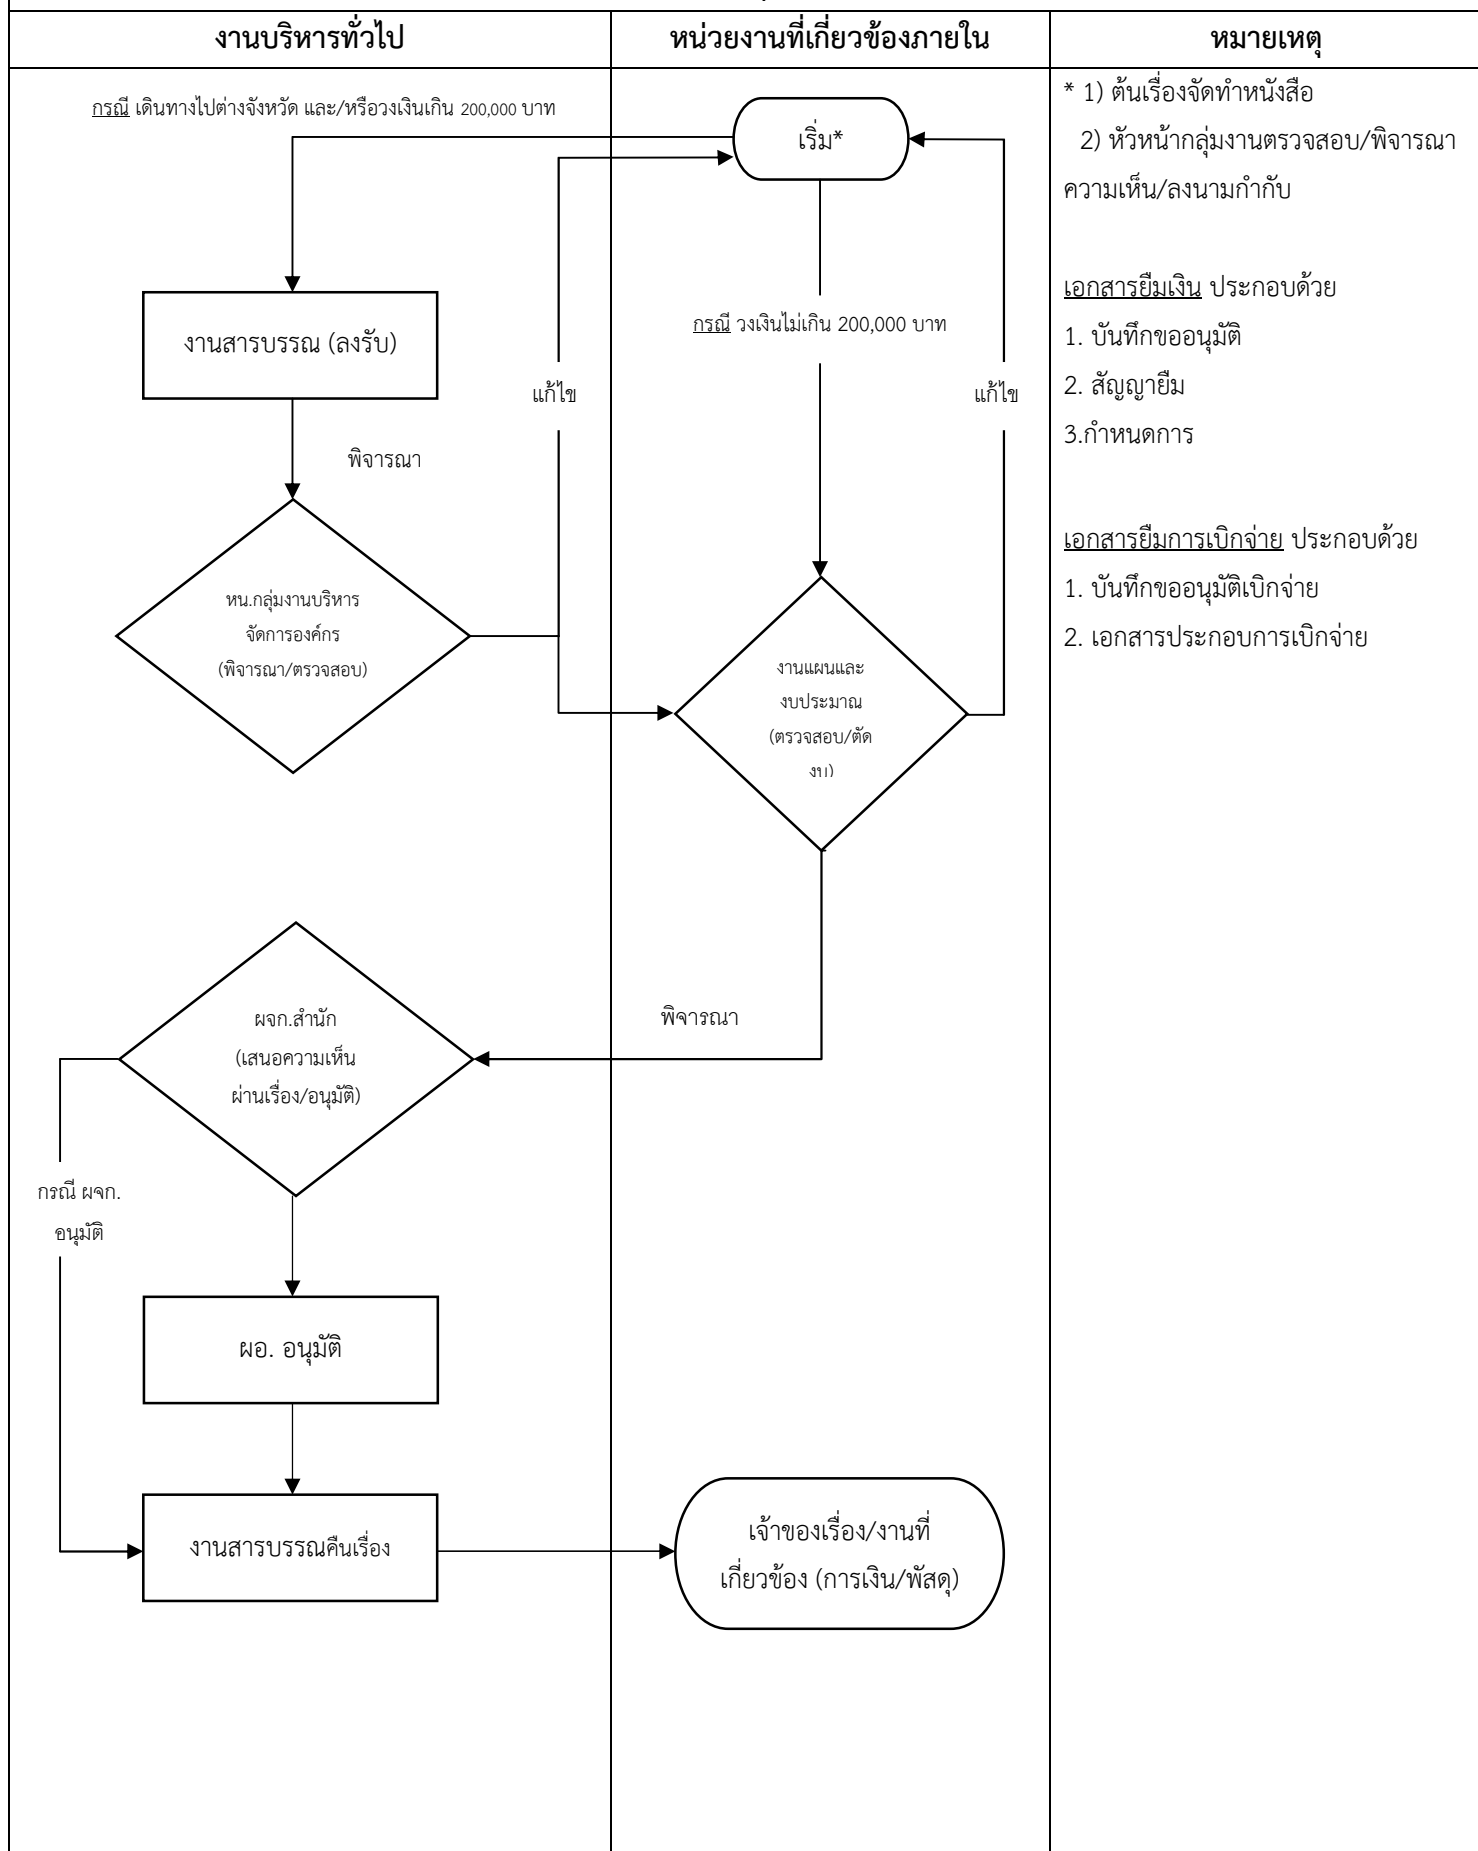 งานบริหารทั่วไป
หน่วยงานที่เกี่ยวข้องภายใน
หมายเหตุ
กรณี เดินทางไปต่างจังหวัด และ/หรือวงเงินเกิน 200,000 บาท
เริ่ม*
* 1) ต้นเรื่องจัดทำหนังสือ
2) หัวหน้ากลุ่มงานตรวจสอบ/พิจารณา
ความเห็น/ลงนามกำกับ
เอกสารยืมเงิน ประกอบด้วย
1. บันทึกขออนุมัติ
2. สัญญายืม
3.กำหนดการ
เอกสารยืมการเบิกจ่าย ประกอบด้วย
1. บันทึกขออนุมัติเบิกจ่าย
2. เอกสารประกอบการเบิกจ่าย
งานสารบรรณ (ลงรับ)
กรณี วงเงินไม่เกิน 200,000 บาท
แก้ไข
แก้ไข
พิจารณา
หน.กลุ่มงานบริหาร
จัดการองค์กร
(พิจารณา/ตรวจสอบ)
งานแผนและ
งบประมาณ
(ตรวจสอบ/ตัด
งบ)
พิจารณา
ผจก.สำนัก
(เสนอความเห็น
ผ่านเรื่อง/อนุมัติ)
กรณี ผจก.
อนุมัติ
ผอ. อนุมัติ
งานสารบรรณคืนเรื่อง
เจ้าของเรื่อง/งานที่
เกี่ยวข้อง (การเงิน/พัสดุ)